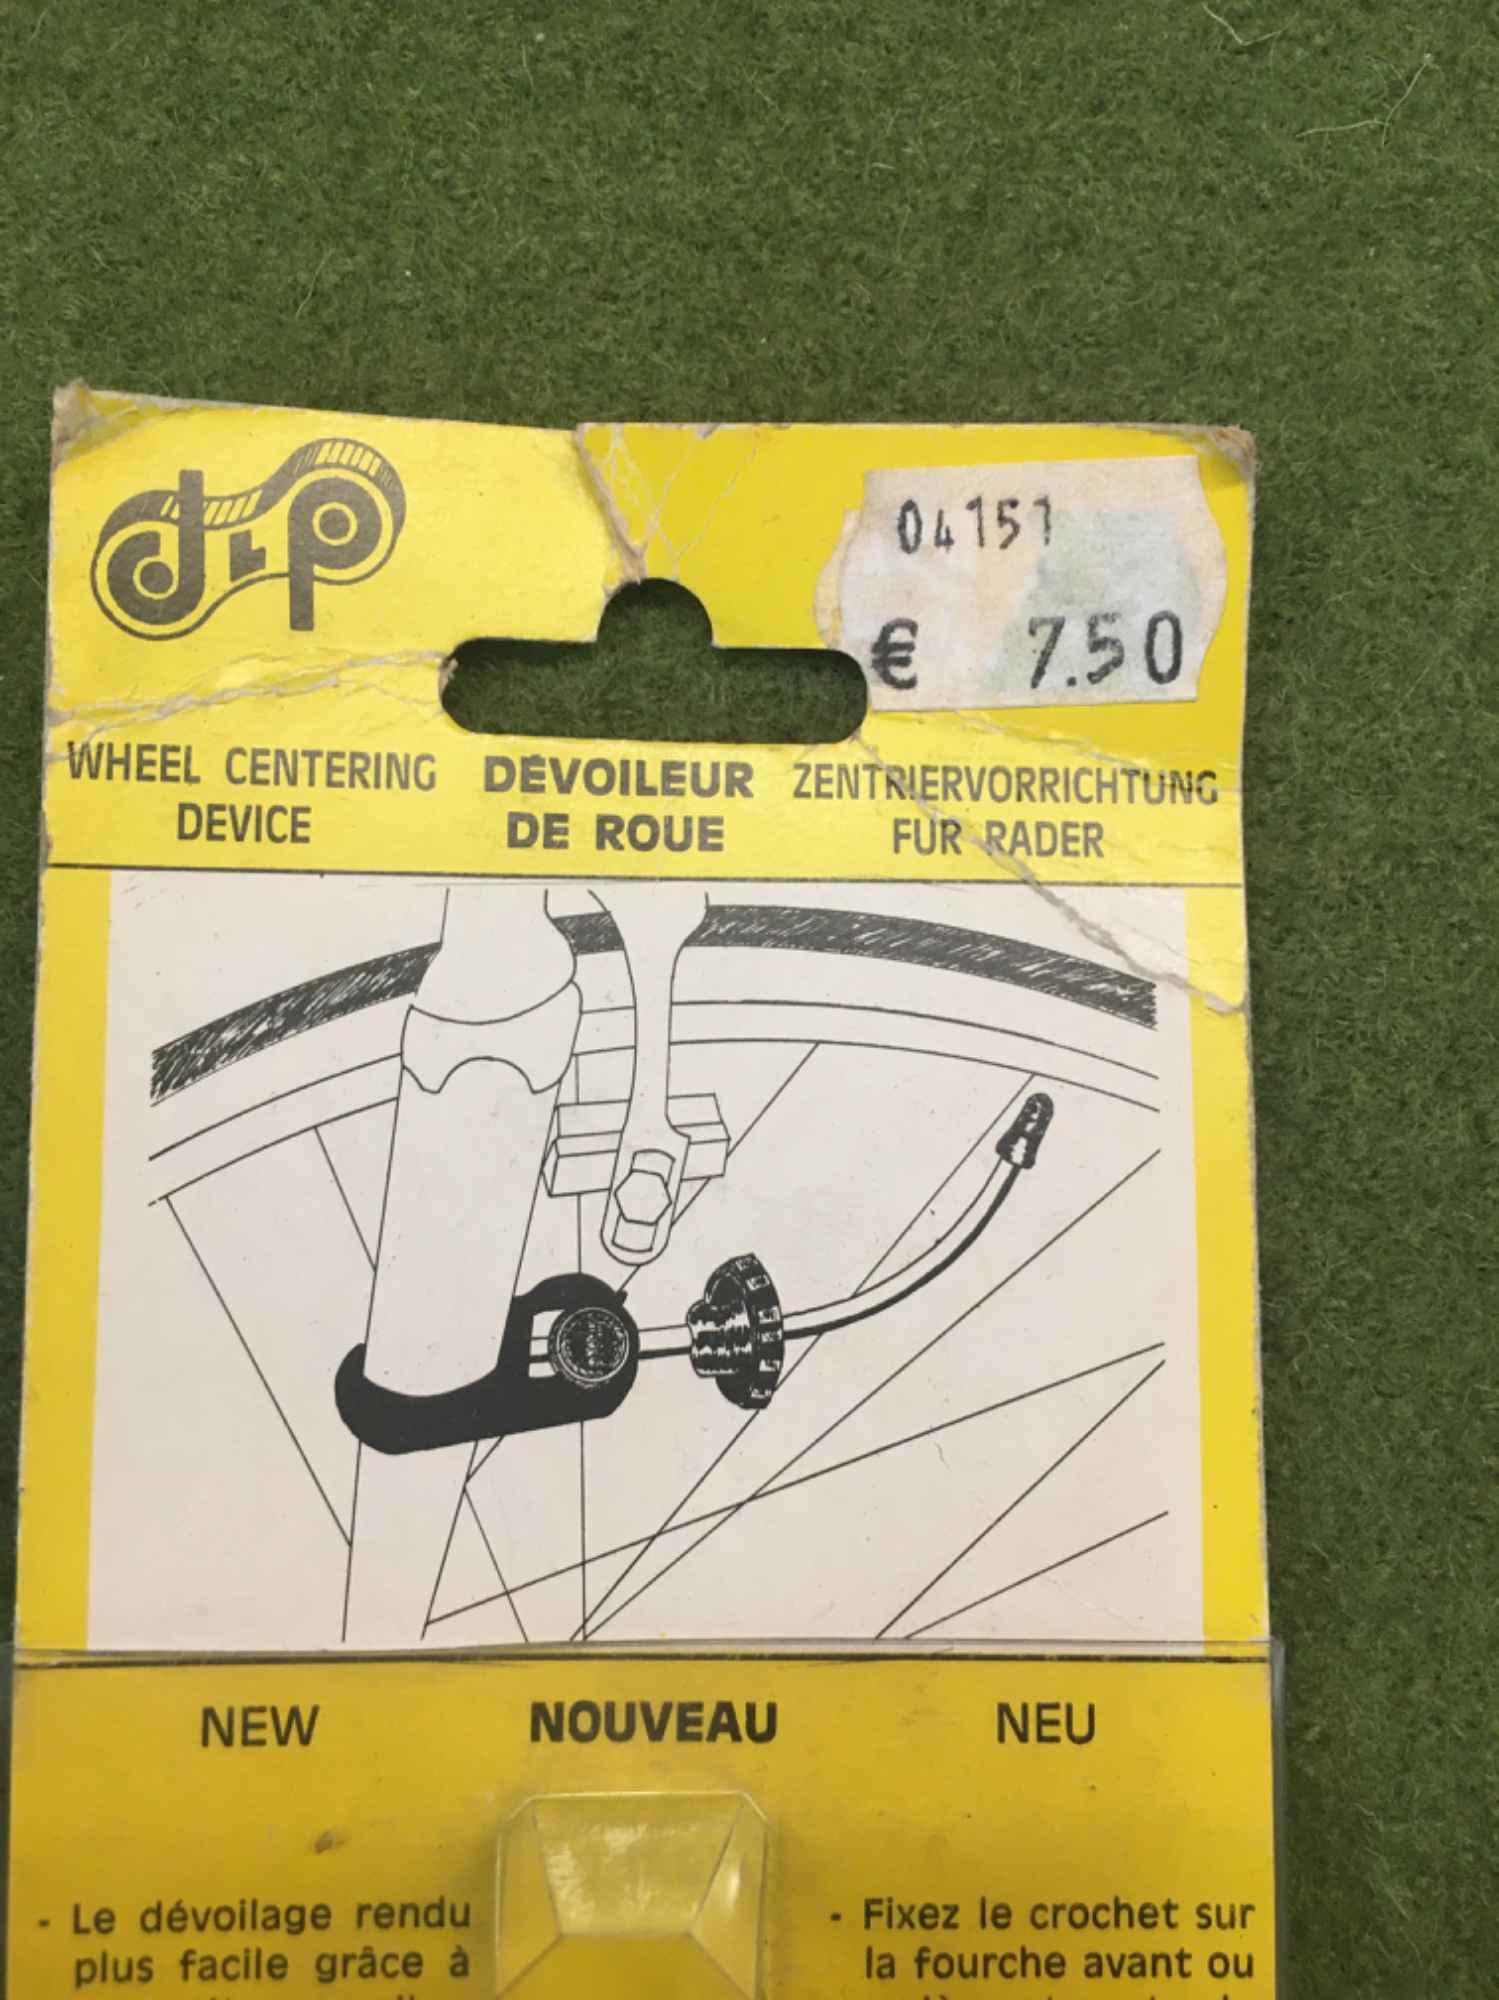 dLp
04151
€ 7.50
WHEEL CENTERING
DEVICE
DÉVOILEUR
DE ROUE
ZENTRIERVORRICHTUNG
FUR RADER
NEW
NOUVEAU
NEU
- Le dévoilage rendu
plus facile grâce à
- Fixez le crochet sur
la fourche avant ou